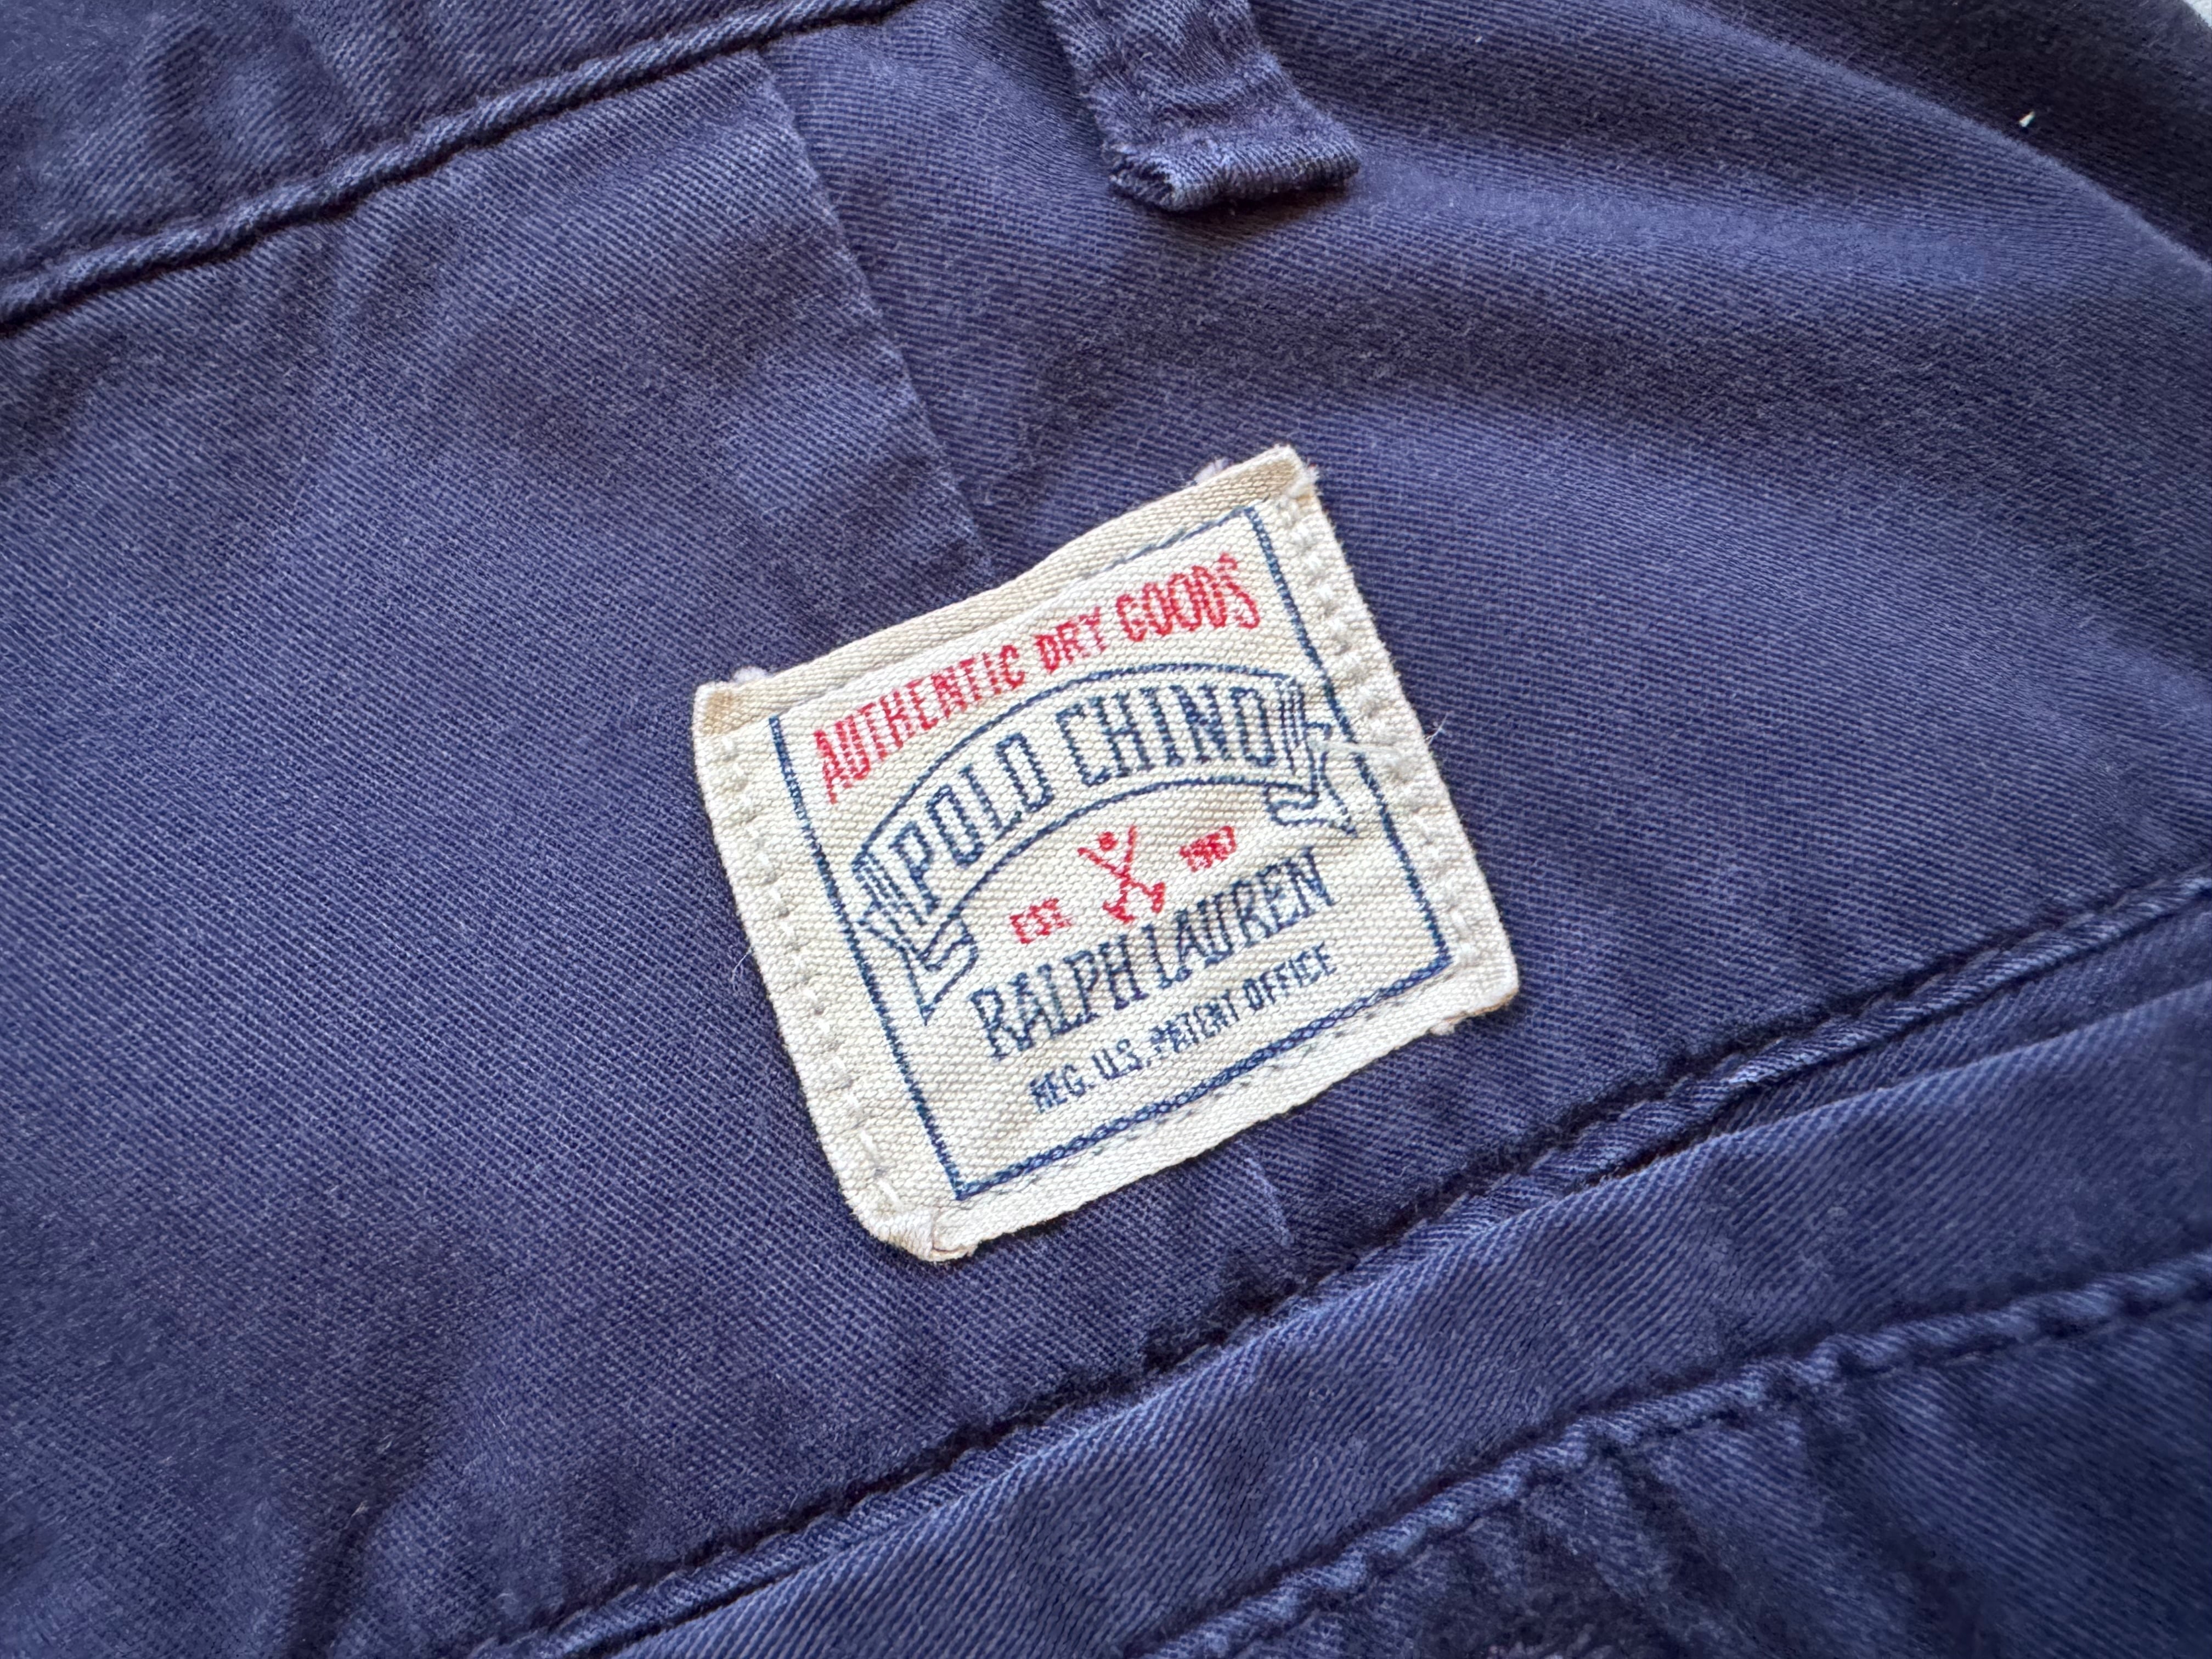 AUTHENTIC DRY GOODS
POLO CHINO
EST. 1967
RALPH LAUREN
REG. U.S. PATENT OFFICE